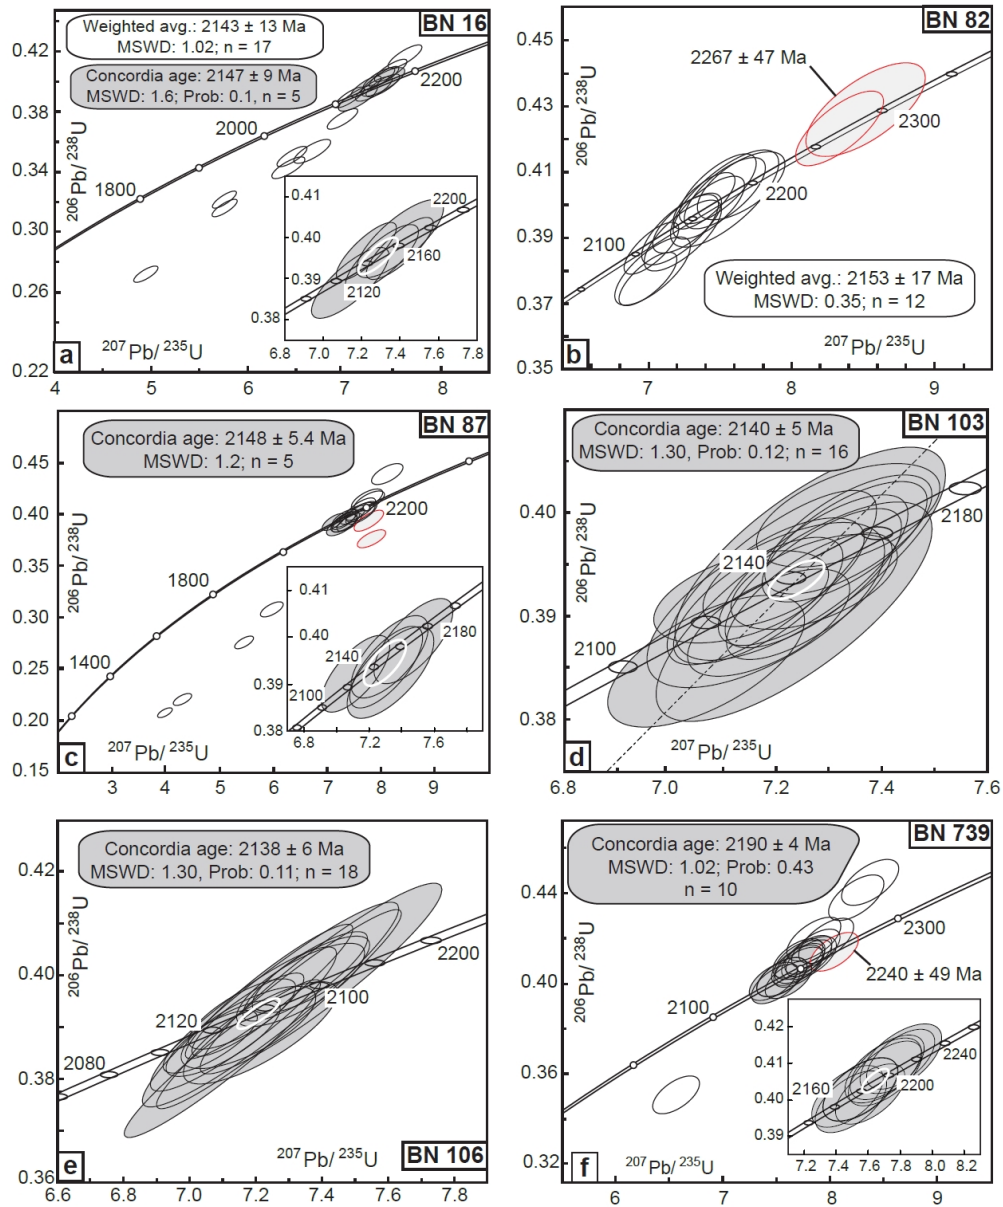 BN 16
Weighted avg.: 2143 ± 13 Ma
MSWD: 1.02; n = 17
Concordia age: 2147 ± 9 Ma
MSWD: 1.6; Prob: 0.1, n = 5
206Pb/ 238U
0.42
0.38
0.34
0.30
0.26
0.22
2200
2000
1800
0.41
0.40
0.39
0.38
2200
2160
2120
6.8 7.0 7.2 7.4 7.6 7.8
207Pb/ 235U
a
4 5 6 7 8
BN 82
2267 ± 47 Ma
206Pb/ 238U
0.45
0.43
0.41
0.39
0.37
0.35
2300
2200
2100
Weighted avg.: 2153 ± 17 Ma
MSWD: 0.35; n = 12
207Pb/ 235U
b
7 8 9
BN 87
Concordia age: 2148 ± 5.4 Ma
MSWD: 1.2; n = 5
206Pb/ 238U
0.45
0.40
0.35
0.30
0.25
0.20
0.15
2200
1800
1400
0.41
0.40
0.39
0.38
2180
2140
2100
6.8 7.2 7.6
207Pb/ 235U
c
3 4 5 6 7 8 9
BN 103
Concordia age: 2140 ± 5 Ma
MSWD: 1.30, Prob: 0.12; n = 16
206Pb/ 238U
0.40
0.39
0.38
2180
2140
2100
207Pb/ 235U
d
6.8 7.0 7.2 7.4 7.6
Concordia age: 2138 ± 6 Ma
MSWD: 1.30, Prob: 0.11; n = 18
206Pb/ 238U
0.42
0.40
0.38
0.36
2200
2100
2120
2080
207Pb/ 235U
BN 106
e
6.6 6.8 7.0 7.2 7.4 7.6 7.8
BN 739
Concordia age: 2190 ± 4 Ma
MSWD: 1.02; Prob: 0.43
n = 10
206Pb/ 238U
0.44
0.40
0.36
0.32
2300
2240 ± 49 Ma
2100
0.42
0.41
0.40
0.39
2240
2160
2200
7.2 7.4 7.6 7.8 8.0 8.2
207Pb/ 235U
f
6 7 8 9